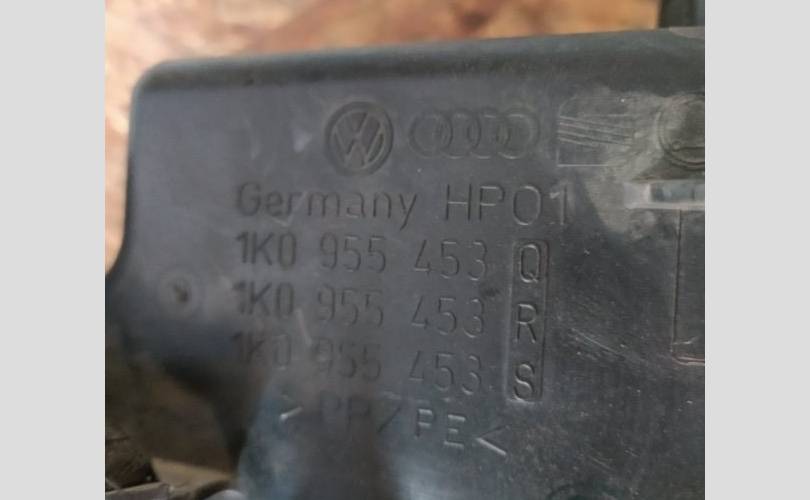 Germany HP01
1K0 955 453 Q
1K0 955 453 R
1K0 955 453 S
>PP/PE<